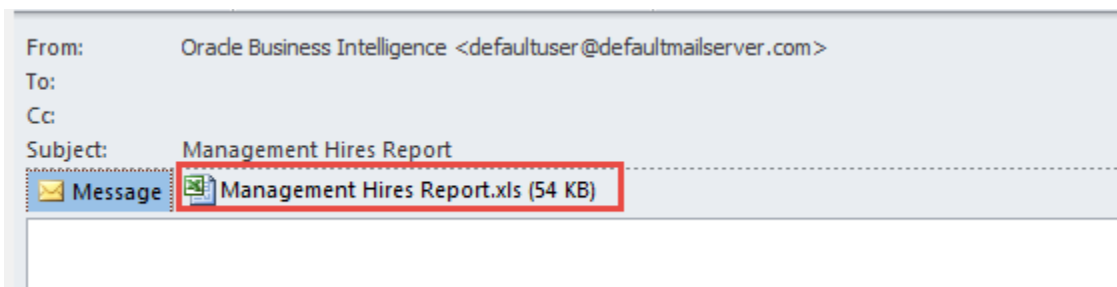 From: Oracle Business Intelligence <defaultuser@defaultmailserver.com>
To:
Cc:
Subject: Management Hires Report
Message Management Hires Report.xls (54 KB)